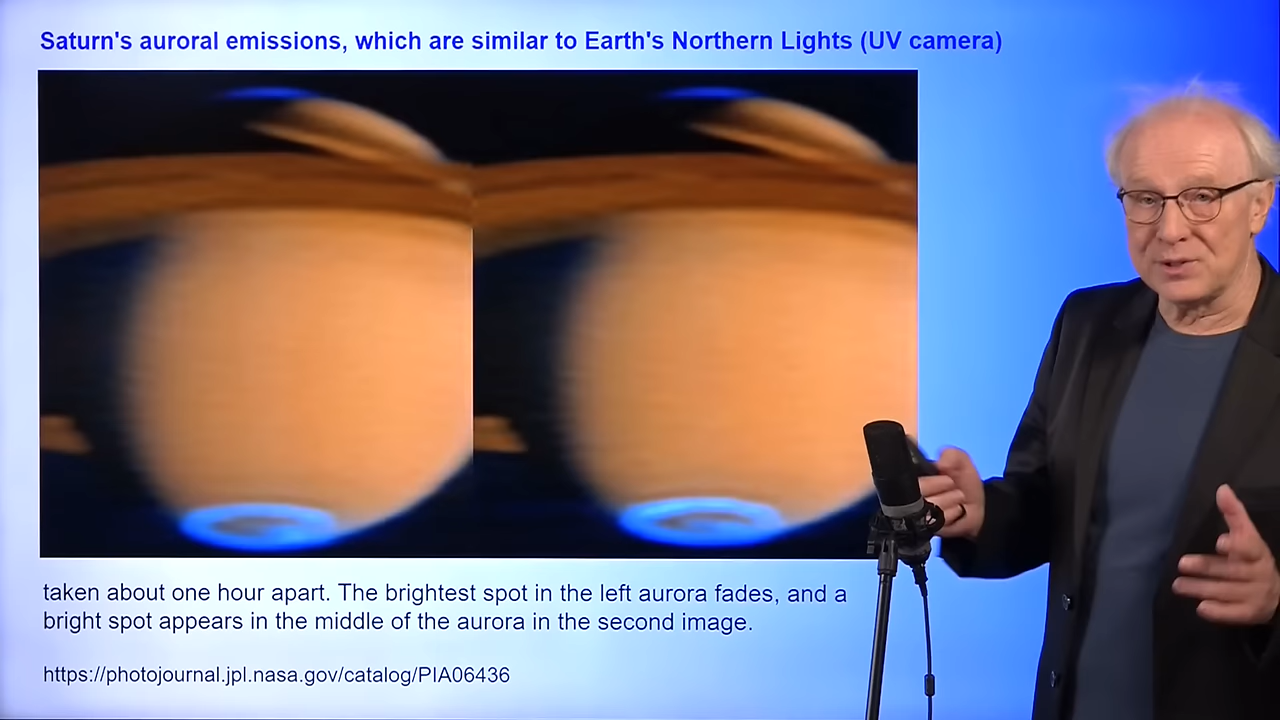 Saturn's auroral emissions, which are similar to Earth's Northern Lights (UV camera)
taken about one hour apart. The brightest spot in the left aurora fades, and a
bright spot appears in the middle of the aurora in the second image.
https://photojournal.jpl.nasa.gov/catalog/PIA06436